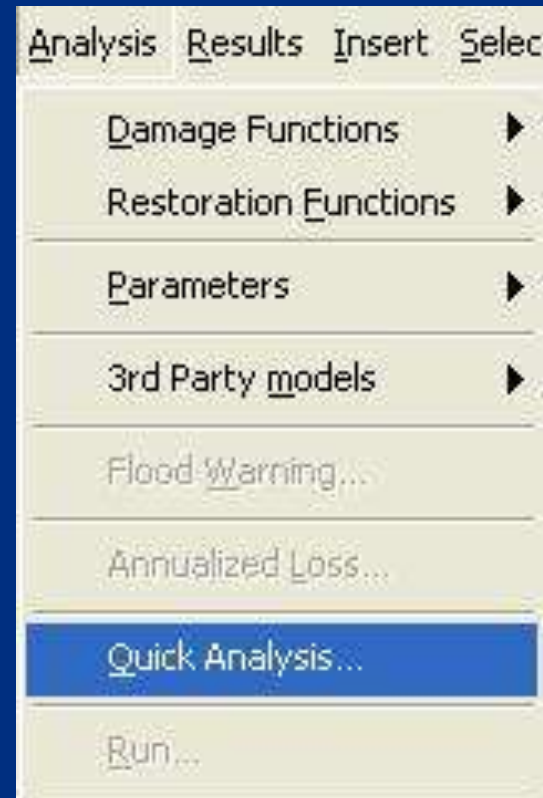 Analysis Results Insert Selec
Damage Functions
Restoration Functions
Parameters
3rd Party models
Flood Warning...
Annualized Loss...
Quick Analysis...
Run...